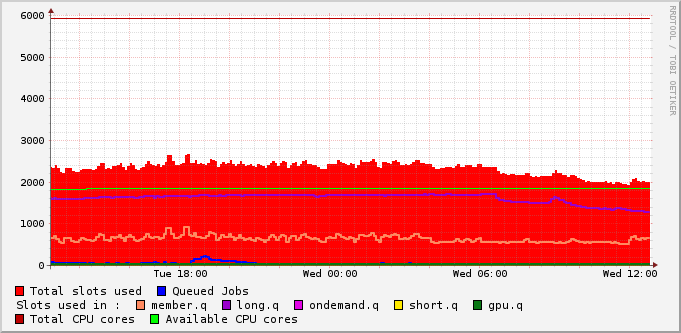 RRDTOOL / TOBI OETIKER
6000
5000
4000
3000
2000
1000
0
Tue 18:00 Wed 00:00 Wed 06:00 Wed 12:00
Total slots used Queued Jobs
Slots used in : member.q long.q ondemand.q short.q gpu.q
Total CPU cores Available CPU cores